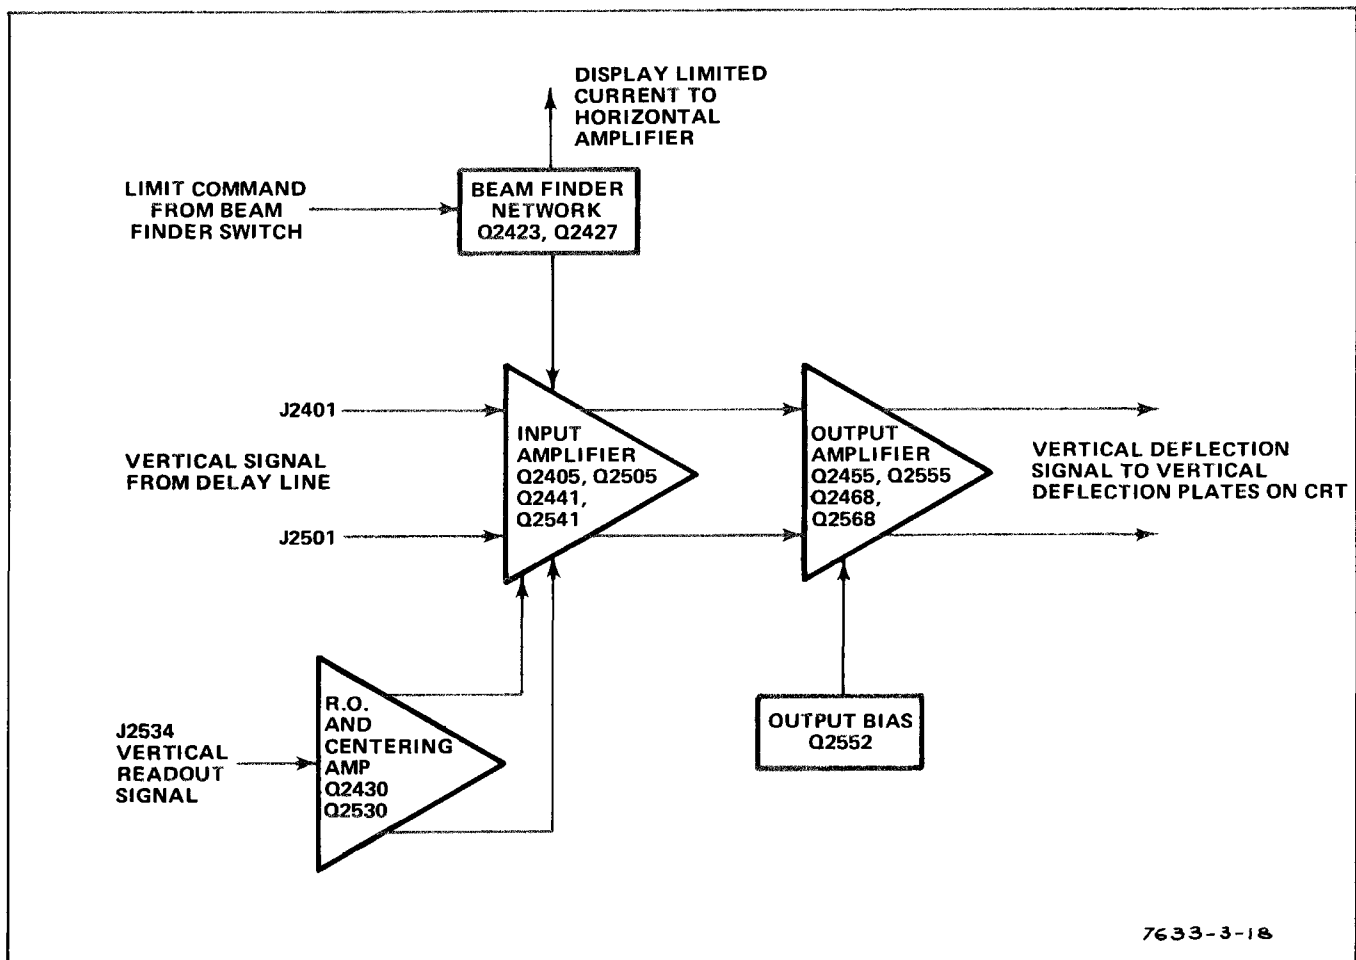 DISPLAY LIMITED
CURRENT TO
HORIZONTAL
AMPLIFIER
LIMIT COMMAND
FROM BEAM
FINDER SWITCH
BEAM FINDER
NETWORK
Q2423, Q2427
J2401
VERTICAL SIGNAL
FROM DELAY LINE
J2501
INPUT
AMPLIFIER
Q2405, Q2505
Q2441,
Q2541
OUTPUT
AMPLIFIER
Q2455, Q2555
Q2468,
Q2568
VERTICAL DEFLECTION
SIGNAL TO VERTICAL
DEFLECTION PLATES ON CRT
J2534
VERTICAL
READOUT
SIGNAL
R.O.
AND
CENTERING
AMP
Q2430
Q2530
OUTPUT BIAS
Q2552
7633-3-18